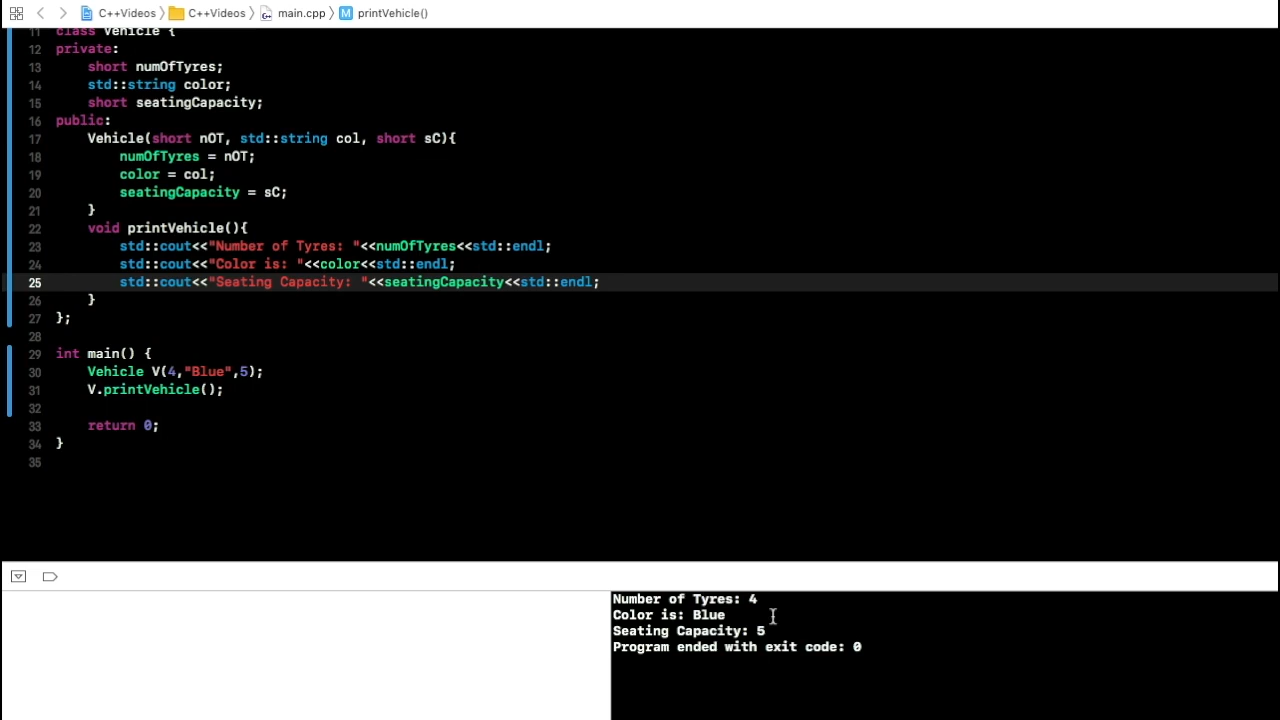 C++Videos 〉 C++Videos 〉 main.cpp 〉 M printVehicle()
11 class Vehicle {
12 private:
13 short numOfTyres;
14 std::string color;
15 short seatingCapacity;
16 public:
17 Vehicle(short nOT, std::string col, short sC){
18 numOfTyres = nOT;
19 color = col;
20 seatingCapacity = sC;
21 }
22 void printVehicle(){
23 std::cout<<"Number of Tyres: "<<numOfTyres<<std::endl;
24 std::cout<<"Color is: "<<color<<std::endl;
25 std::cout<<"Seating Capacity: "<<seatingCapacity<<std::endl;
26 }
27 };
28
29 int main() {
30 Vehicle V(4,"Blue",5);
31 V.printVehicle();
32
33 return 0;
34 }
35
Number of Tyres: 4
Color is: Blue
Seating Capacity: 5
Program ended with exit code: 0